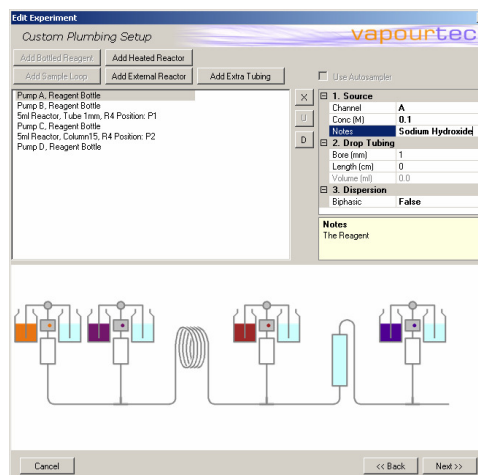 Edit Experiment
Custom Plumbing Setup
vapourtec
Add Bottled Reagent
Add Heated Reactor
Add Sample Loop
Add External Reactor
Add Extra Tubing
Use Autosampler
Pump A, Reagent Bottle
Pump B, Reagent Bottle
5ml Reactor, Tube 1mm, R4 Position: P1
Pump C, Reagent Bottle
5ml Reactor, Column15, R4 Position: P2
Pump D, Reagent Bottle
X
U
D
1. Source
Channel A
Conc (M) 0.1
Notes Sodium Hydroxide
2. Drop Tubing
Bore (mm) 1
Length (cm) 0
Volume (ml) 0.0
3. Dispersion
Biphasic False
Notes
The Reagent
Cancel
<< Back
Next >>